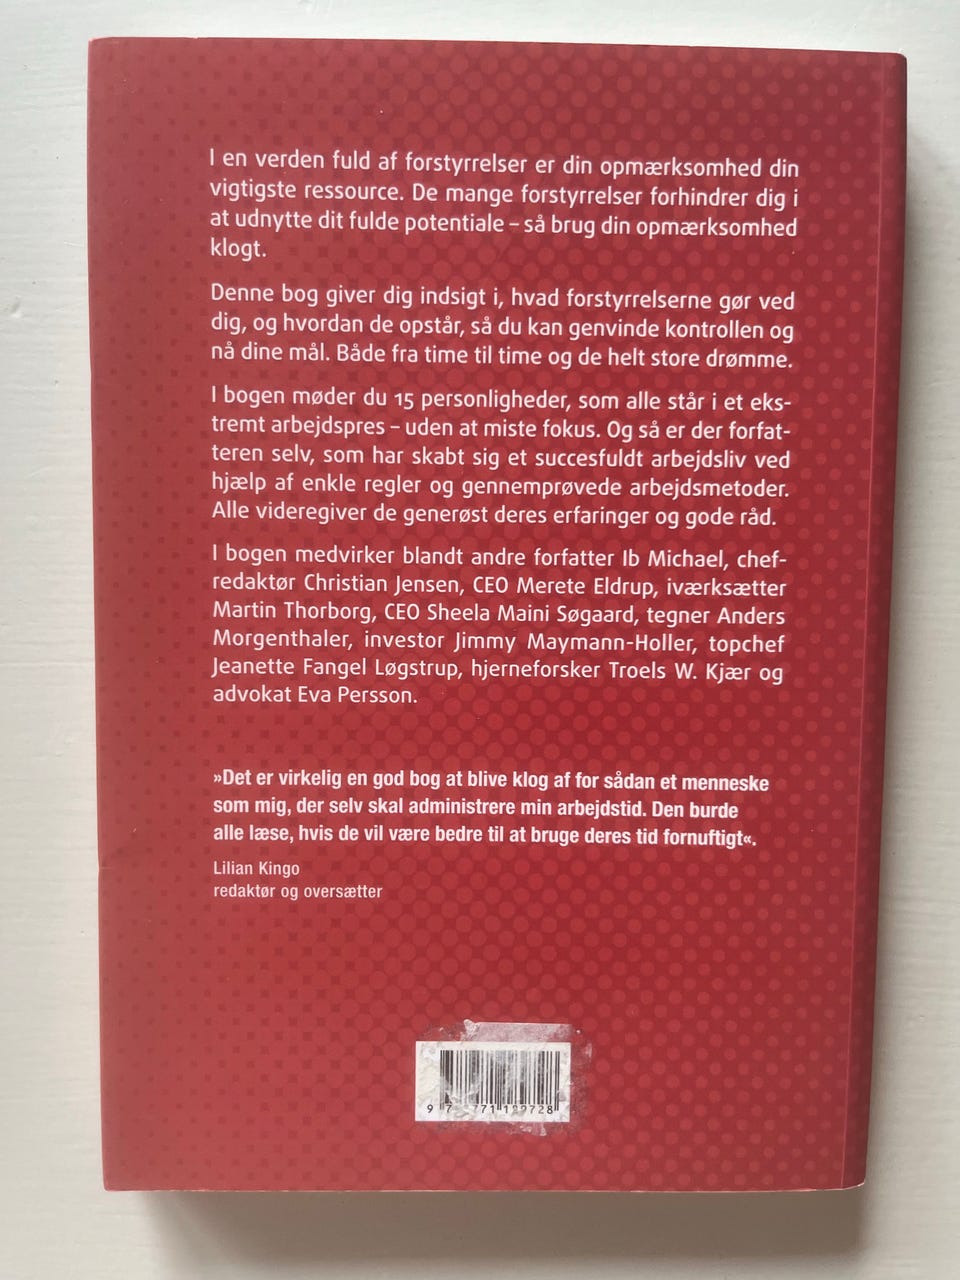 I en verden fuld af forstyrrelser er din opmærksomhed din
vigtigste ressource. De mange forstyrrelser forhindrer dig i
at udnytte dit fulde potentiale – så brug din opmærksomhed
klogt.
Denne bog giver dig indsigt i, hvad forstyrrelserne gør ved
dig, og hvordan de opstår, så du kan genvinde kontrollen og
nå dine mål. Både fra time til time og de helt store drømme.
I bogen møder du 15 personligheder, som alle står i et eks-
tremt arbejdspres – uden at miste fokus. Og så er der forfat-
teren selv, som har skabt sig et succesfuldt arbejdsliv ved
hjælp af enkle regler og gennemprøvede arbejdsmetoder.
Alle videregiver de generøst deres erfaringer og gode råd.
I bogen medvirker blandt andre forfatter Ib Michael, chef-
redaktør Christian Jensen, CEO Merete Eldrup, iværksætter
Martin Thorborg, CEO Sheela Maini Søgaard, tegner Anders
Morgenthaler, investor Jimmy Maymann-Holler, topchef
Jeanette Fangel Løgstrup, hjerneforsker Troels W. Kjær og
advokat Eva Persson.
»Det er virkelig en god bog at blive klog af for sådan et menneske
som mig, der selv skal administrere min arbejdstid. Den burde
alle læse, hvis de vil være bedre til at bruge deres tid fornuftigt«.
Lilian Kingo
redaktør og oversætter